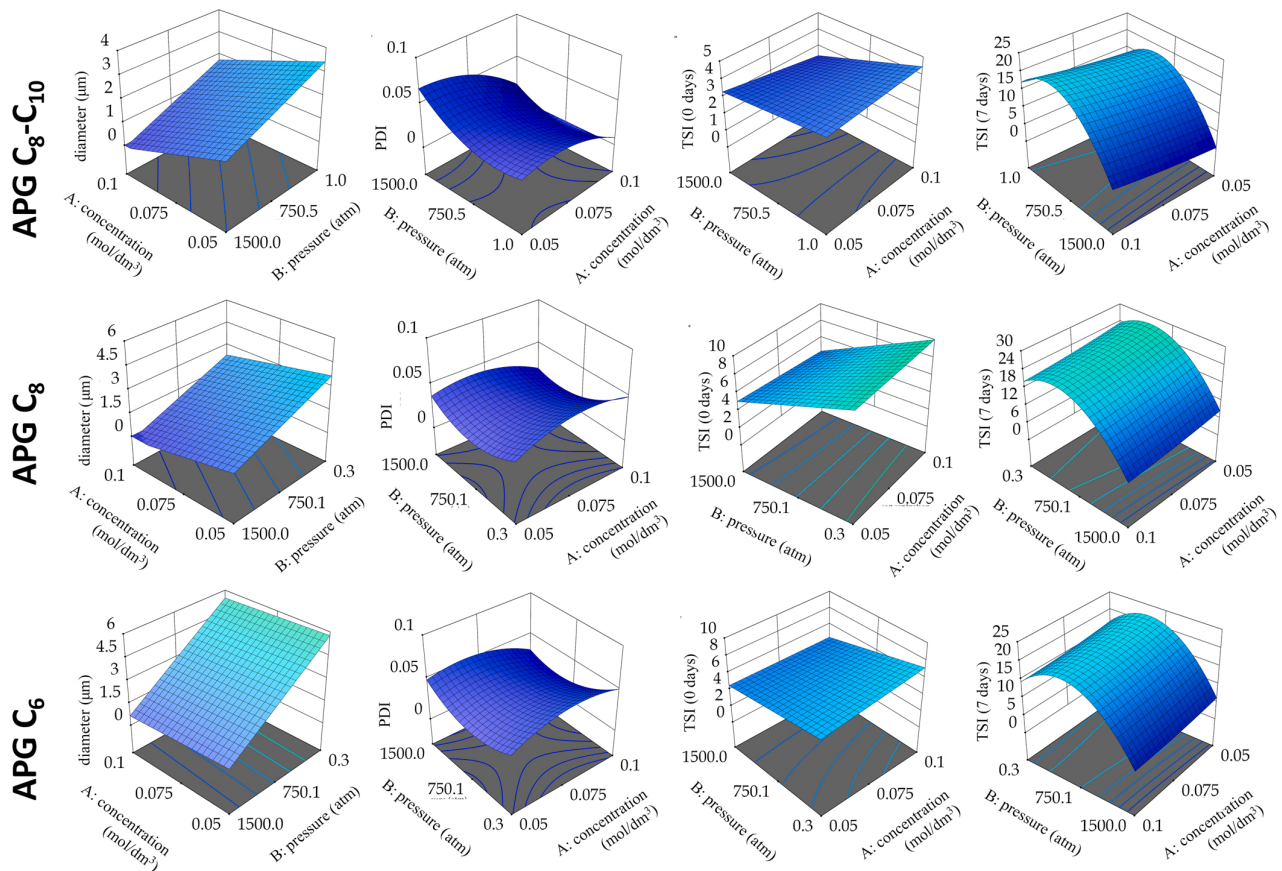 APG C8-C10
4
3
2
1
0
diameter (μm)
0.1
0.075
0.05
A: concentration
(mol/dm³)
1500.0
750.5
1.0
B: pressure (atm)
0.1
0.05
0
PDI
1500.0
750.5
1.0
B: pressure (atm)
0.05
0.075
0.1
A: concentration
(mol/dm³)
5
4
3
2
1
0
TSI (0 days)
1500.0
750.5
1.0
B: pressure (atm)
0.05
0.075
0.1
A: concentration
(mol/dm³)
25
20
15
10
5
0
TSI (7 days)
1.0
750.5
1500.0
B: pressure (atm)
0.1
0.075
0.05
A: concentration
(mol/dm³)
APG C8
6
4.5
3
1.5
0
diameter (μm)
0.1
0.075
0.05
A: concentration
(mol/dm³)
1500.0
750.1
0.3
B: pressure (atm)
0.1
0.05
0
PDI
1500.0
750.1
0.3
B: pressure (atm)
0.05
0.075
0.1
A: concentration
(mol/dm³)
10
8
6
4
2
0
TSI (0 days)
1500.0
750.1
0.3
B: pressure (atm)
0.05
0.075
0.1
A: concentration
(mol/dm³)
30
24
18
12
6
0
TSI (7 days)
0.3
750.1
1500.0
B: pressure (atm)
0.1
0.075
0.05
A: concentration
(mol/dm³)
APG C6
6
4.5
3
1.5
0
diameter (μm)
0.1
0.075
0.05
A: concentration
(mol/dm³)
1500.0
750.1
0.3
B: pressure (atm)
0.1
0.05
0
PDI
1500.0
750.1
0.3
B: pressure (atm)
0.05
0.075
0.1
A: concentration
(mol/dm³)
10
8
6
4
2
0
TSI (0 days)
1500.0
750.1
0.3
B: pressure (atm)
0.05
0.075
0.1
A: concentration
(mol/dm³)
25
20
15
10
5
0
TSI (7 days)
0.3
750.1
1500.0
B: pressure (atm)
0.1
0.075
0.05
A: concentration
(mol/dm³)